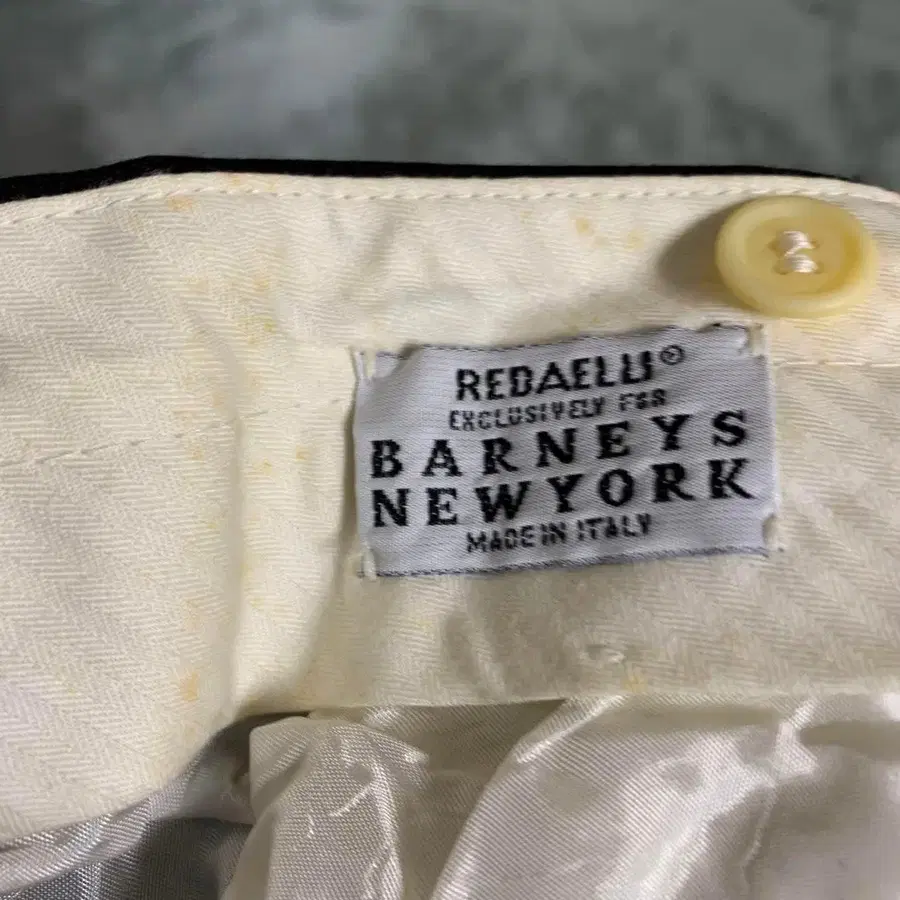 REDAELLI®
EXCLUSIVELY FOR
BARNEYS
NEWYORK
MADE IN ITALY